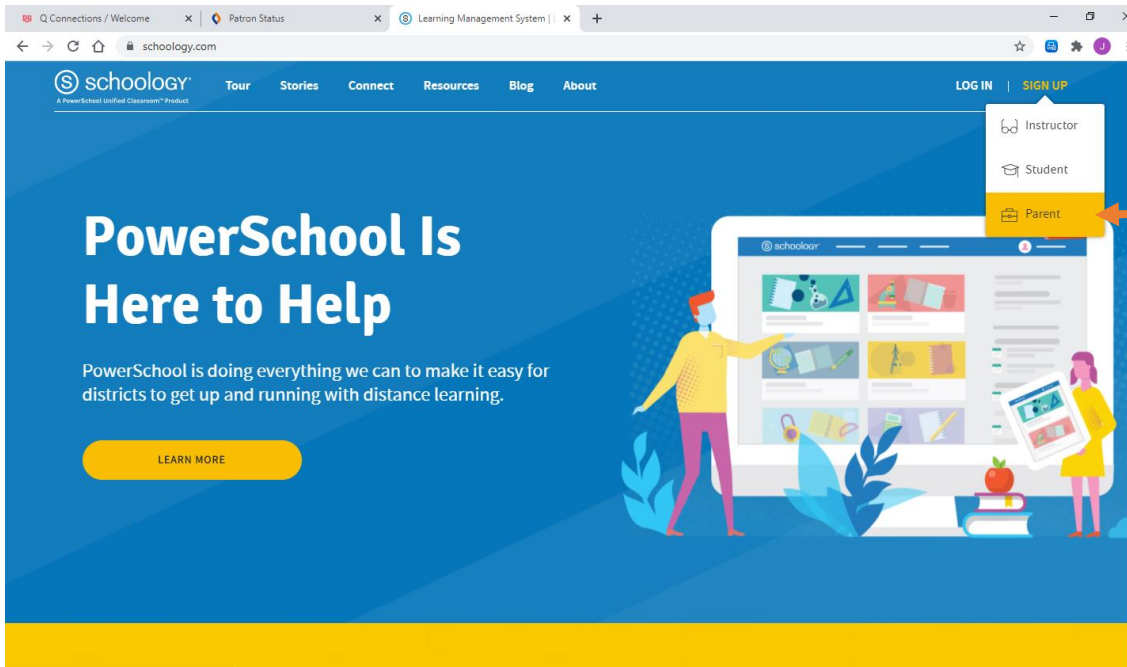 Q Connections / Welcome
Patron Status
Learning Management System |
schoology.com
J
S schoology
A PowerSchool Unified Classroom™ Product
Tour Stories Connect Resources Blog About
LOG IN | SIGN UP
Instructor
Student
Parent
PowerSchool Is
Here to Help
PowerSchool is doing everything we can to make it easy for
districts to get up and running with distance learning.
LEARN MORE
S schoology